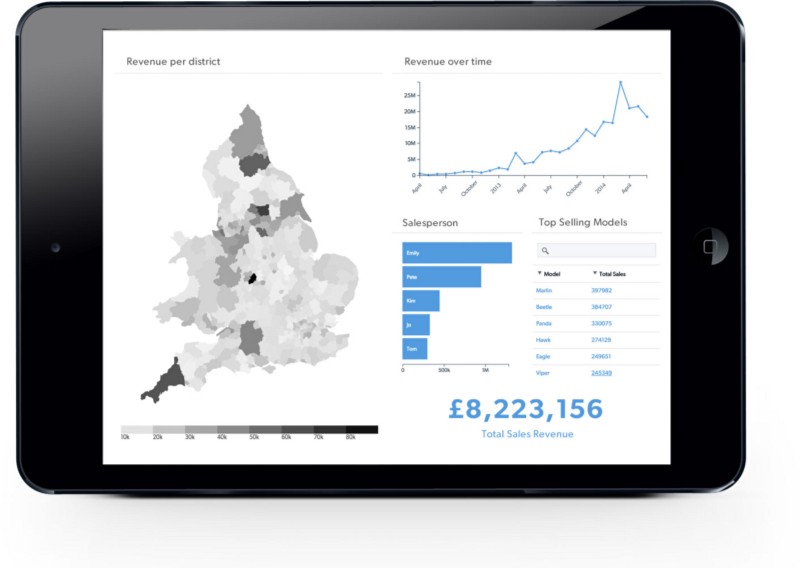 Revenue per district
10k 20k 30k 40k 50k 60k 70k 80k
Revenue over time
25M
20M
15M
10M
5M
0
April July October 2013 April July October 2014 April
Salesperson
Emily
Pete
Kim
Jo
Tom
0 500k 1M
Top Selling Models
Model Total Sales
Marlin 397982
Beetle 384707
Panda 330075
Hawk 274129
Eagle 249651
Viper 245349
£8,223,156
Total Sales Revenue